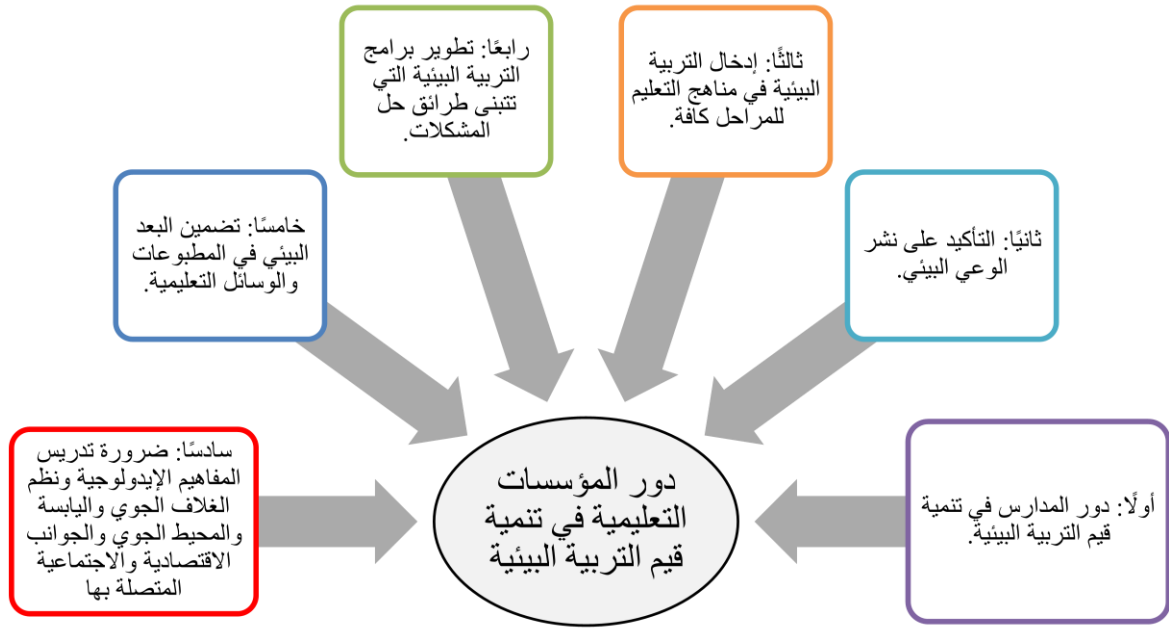 أولًا: دور المدارس في تنمية
قيم التربية البيئية.
ثانيًا: التأكيد على نشر
الوعي البيئي.
ثالثًا: إدخال التربية
البيئية في مناهج التعليم
للمراحل كافة.
رابعًا: تطوير برامج
التربية البيئية التي
تتبنى طرائق حل
المشكلات.
خامسًا: تضمين البعد
البيئي في المطبوعات
والوسائل التعليمية.
سادسًا: ضرورة تدريس
المفاهيم الإيدولوجية ونظم
الغلاف الجوي واليابسة
والمحيط الجوي والجوانب
الاقتصادية والاجتماعية
المتصلة بها
دور المؤسسات
التعليمية في تنمية
قيم التربية البيئية